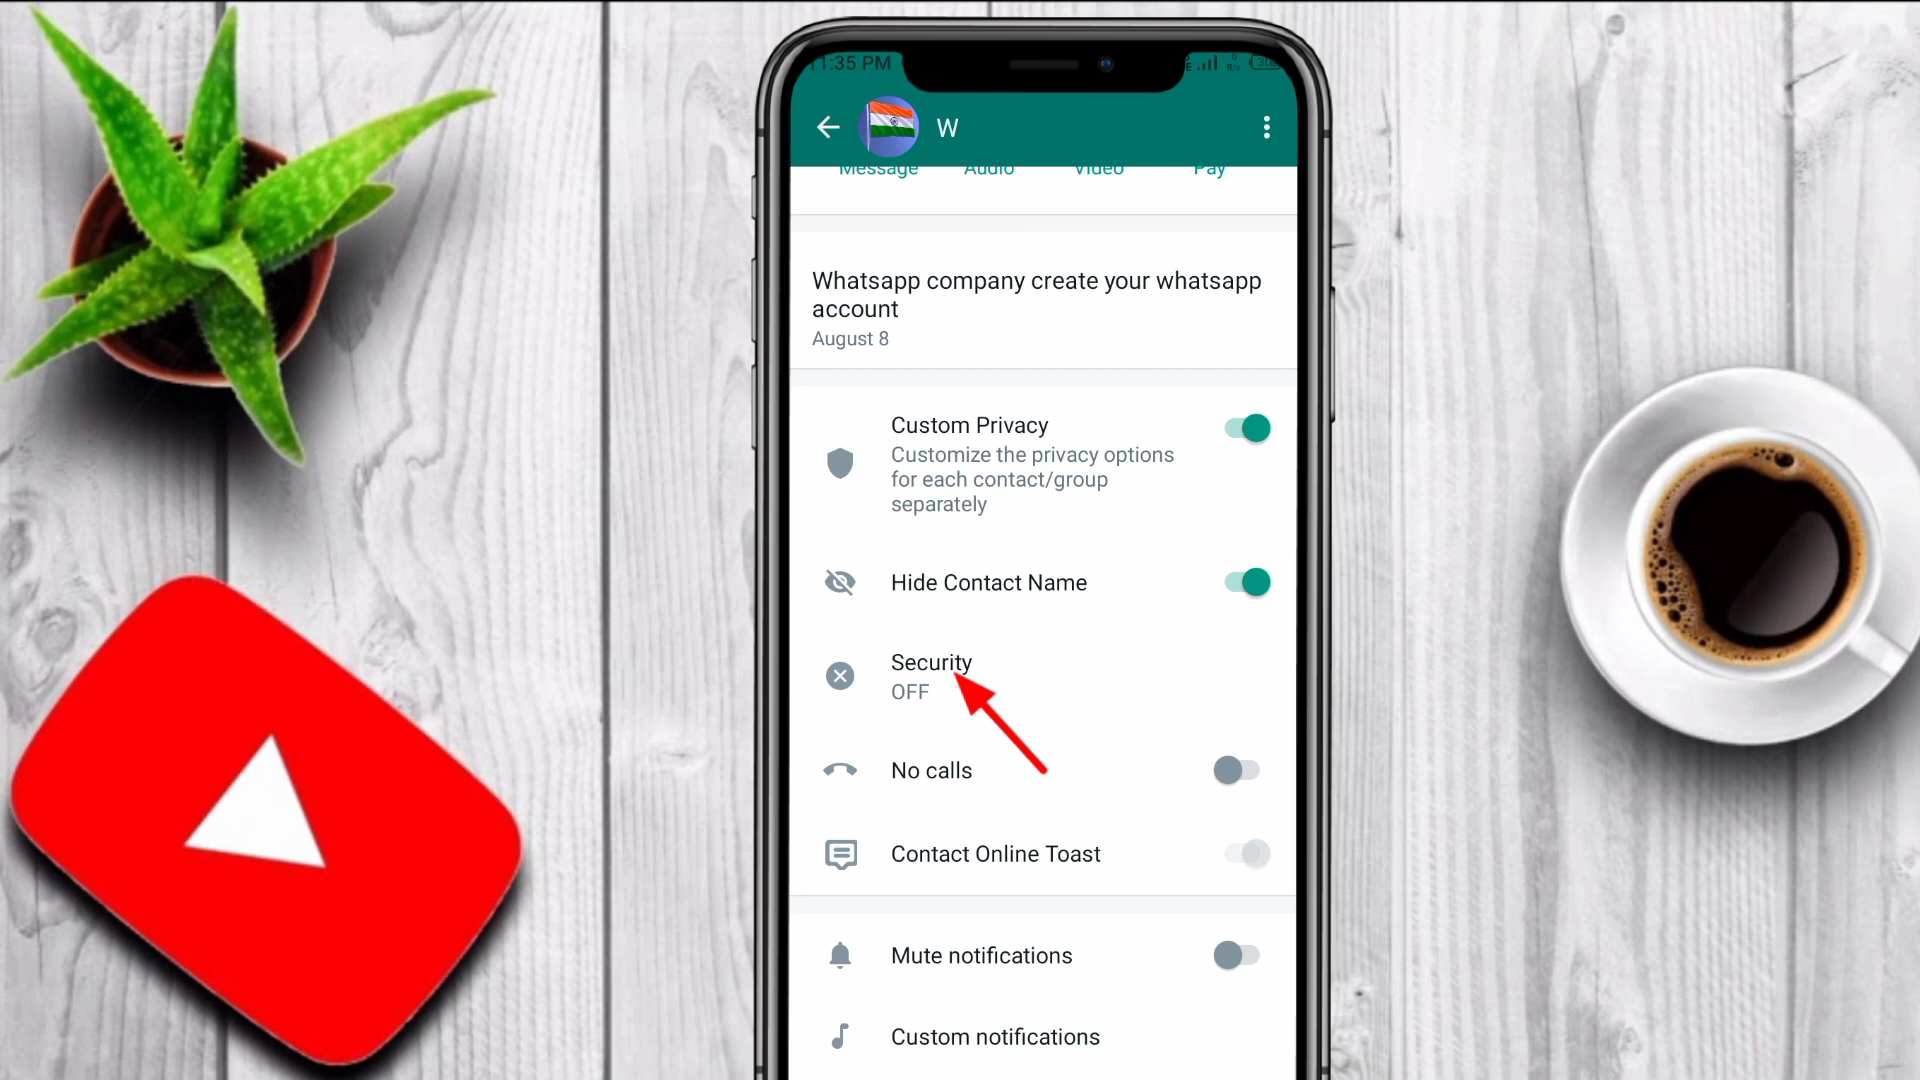 11:35 PM
W
Message Audio Video Pay
Whatsapp company create your whatsapp
account
August 8
Custom Privacy
Customize the privacy options
for each contact/group
separately
Hide Contact Name
Security
OFF
No calls
Contact Online Toast
Mute notifications
Custom notifications